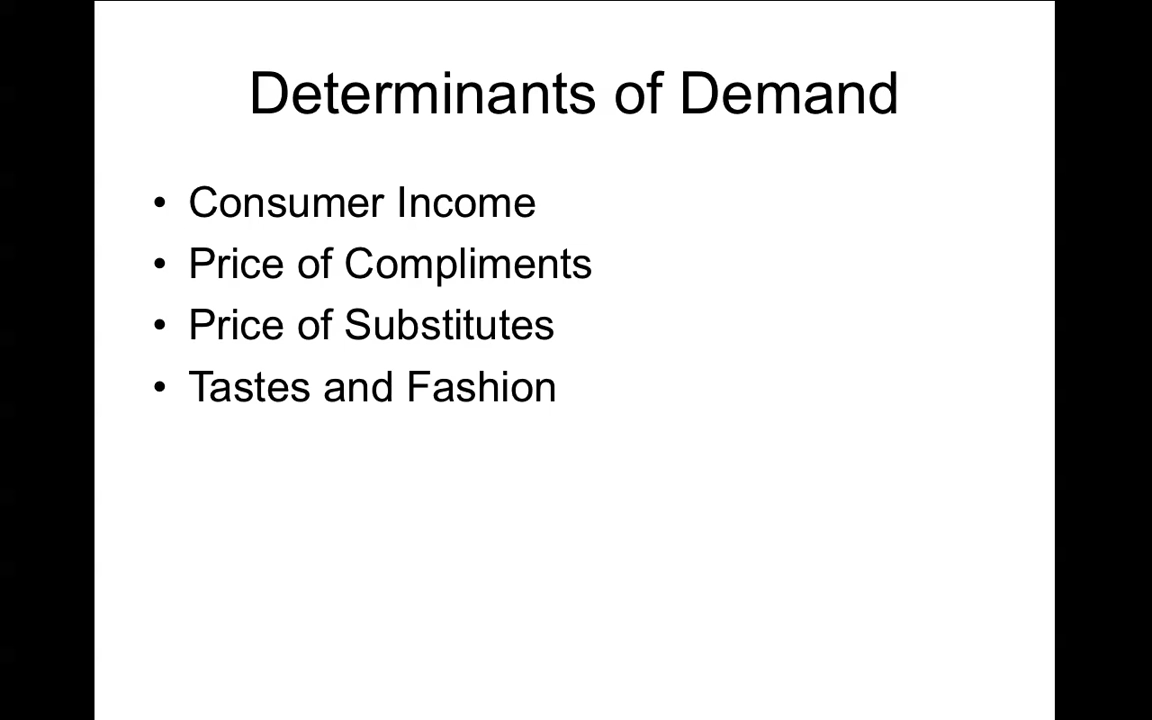 Determinants of Demand
• Consumer Income
• Price of Compliments
• Price of Substitutes
• Tastes and Fashion